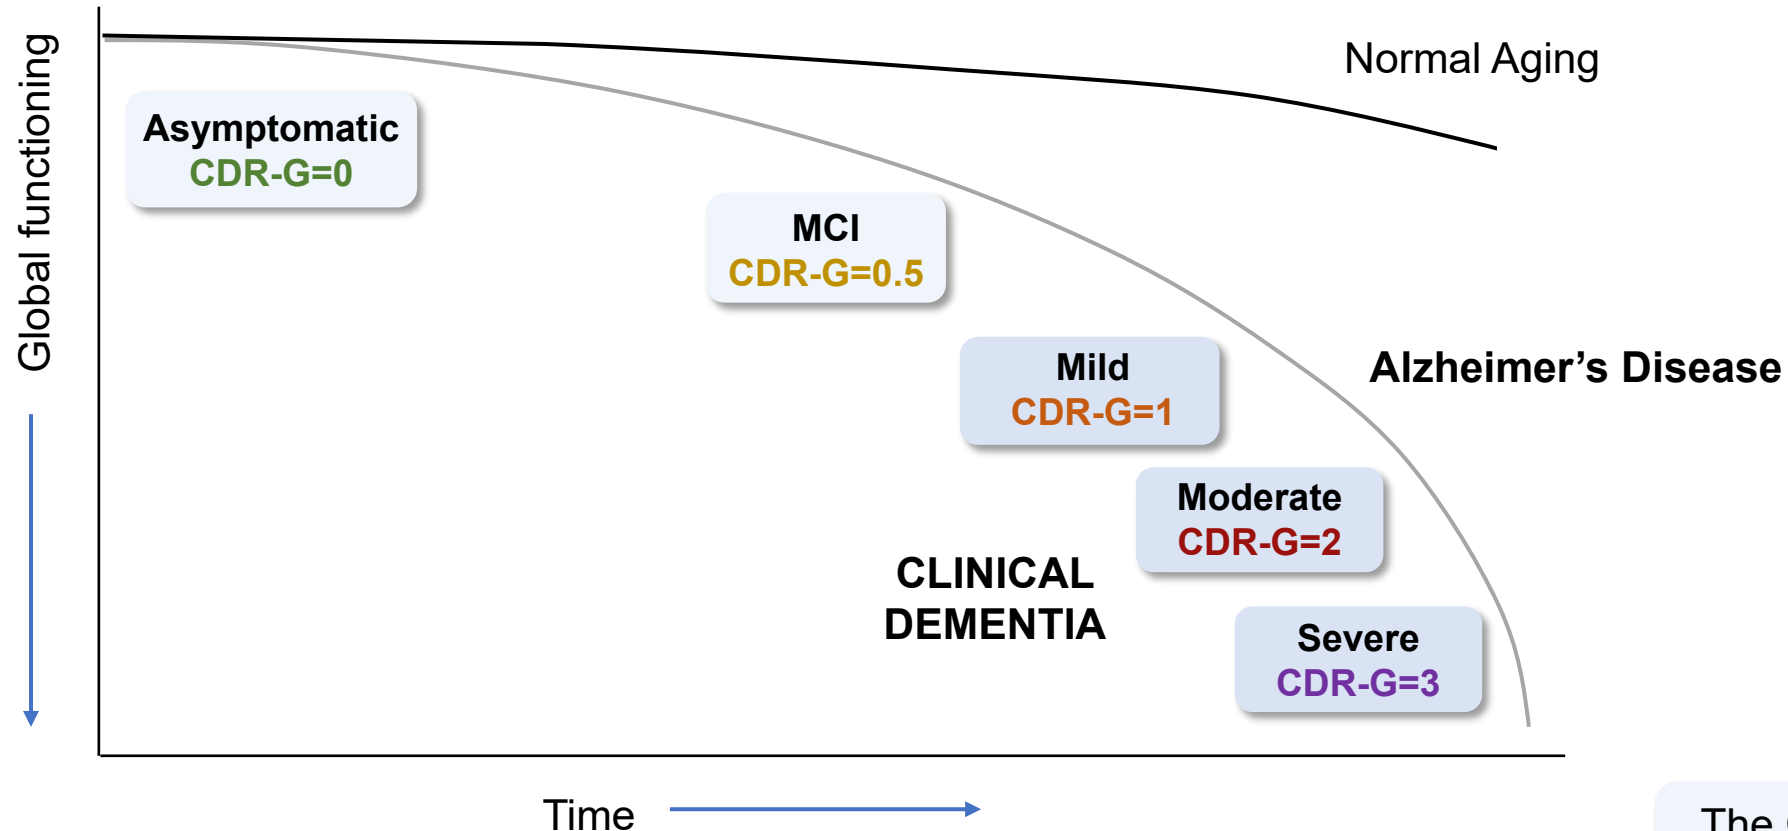 Global functioning
Normal Aging
Asymptomatic
CDR-G=0
MCI
CDR-G=0.5
Mild
CDR-G=1
Alzheimer’s Disease
Moderate
CDR-G=2
CLINICAL
DEMENTIA
Severe
CDR-G=3
Time
The